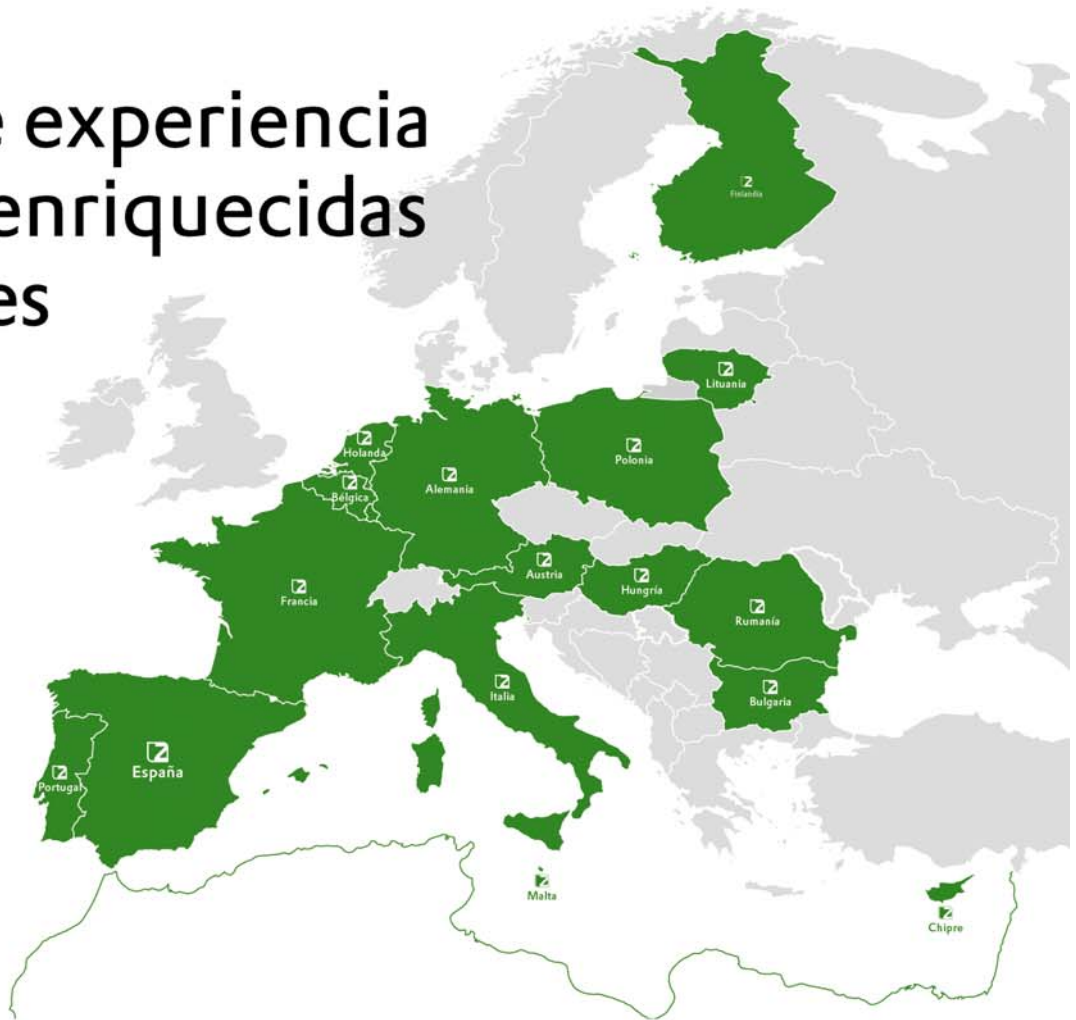 e experiencia
enriquecidas
es
Finlandia
Lituania
Holanda
Polonia
Bélgica
Alemania
Austria
Hungría
Francia
Rumanía
Italia
Bulgaria
España
Portugal
Malta
Chipre